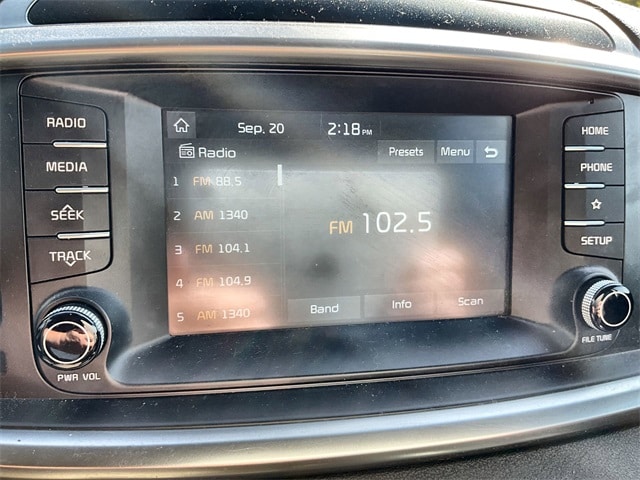 RADIO
MEDIA
SEEK
TRACK
PWR VOL
Sep. 20 2:18 PM
Radio Presets Menu
1 FM 88.5
2 AM 1340
3 FM 104.1
4 FM 104.9
5 AM 1340
FM 102.5
Band Info Scan
HOME
PHONE
SETUP
FILE TUNE